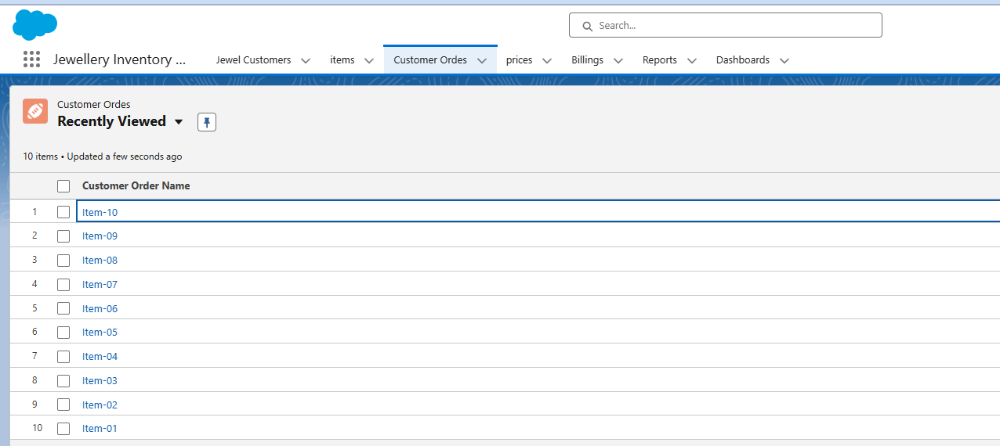 Search...
Jewellery Inventory ...
Jewel Customers
items
Customer Ordes
prices
Billings
Reports
Dashboards
Customer Ordes
Recently Viewed
10 items • Updated a few seconds ago
Customer Order Name
1 Item-10
2 Item-09
3 Item-08
4 Item-07
5 Item-06
6 Item-05
7 Item-04
8 Item-03
9 Item-02
10 Item-01